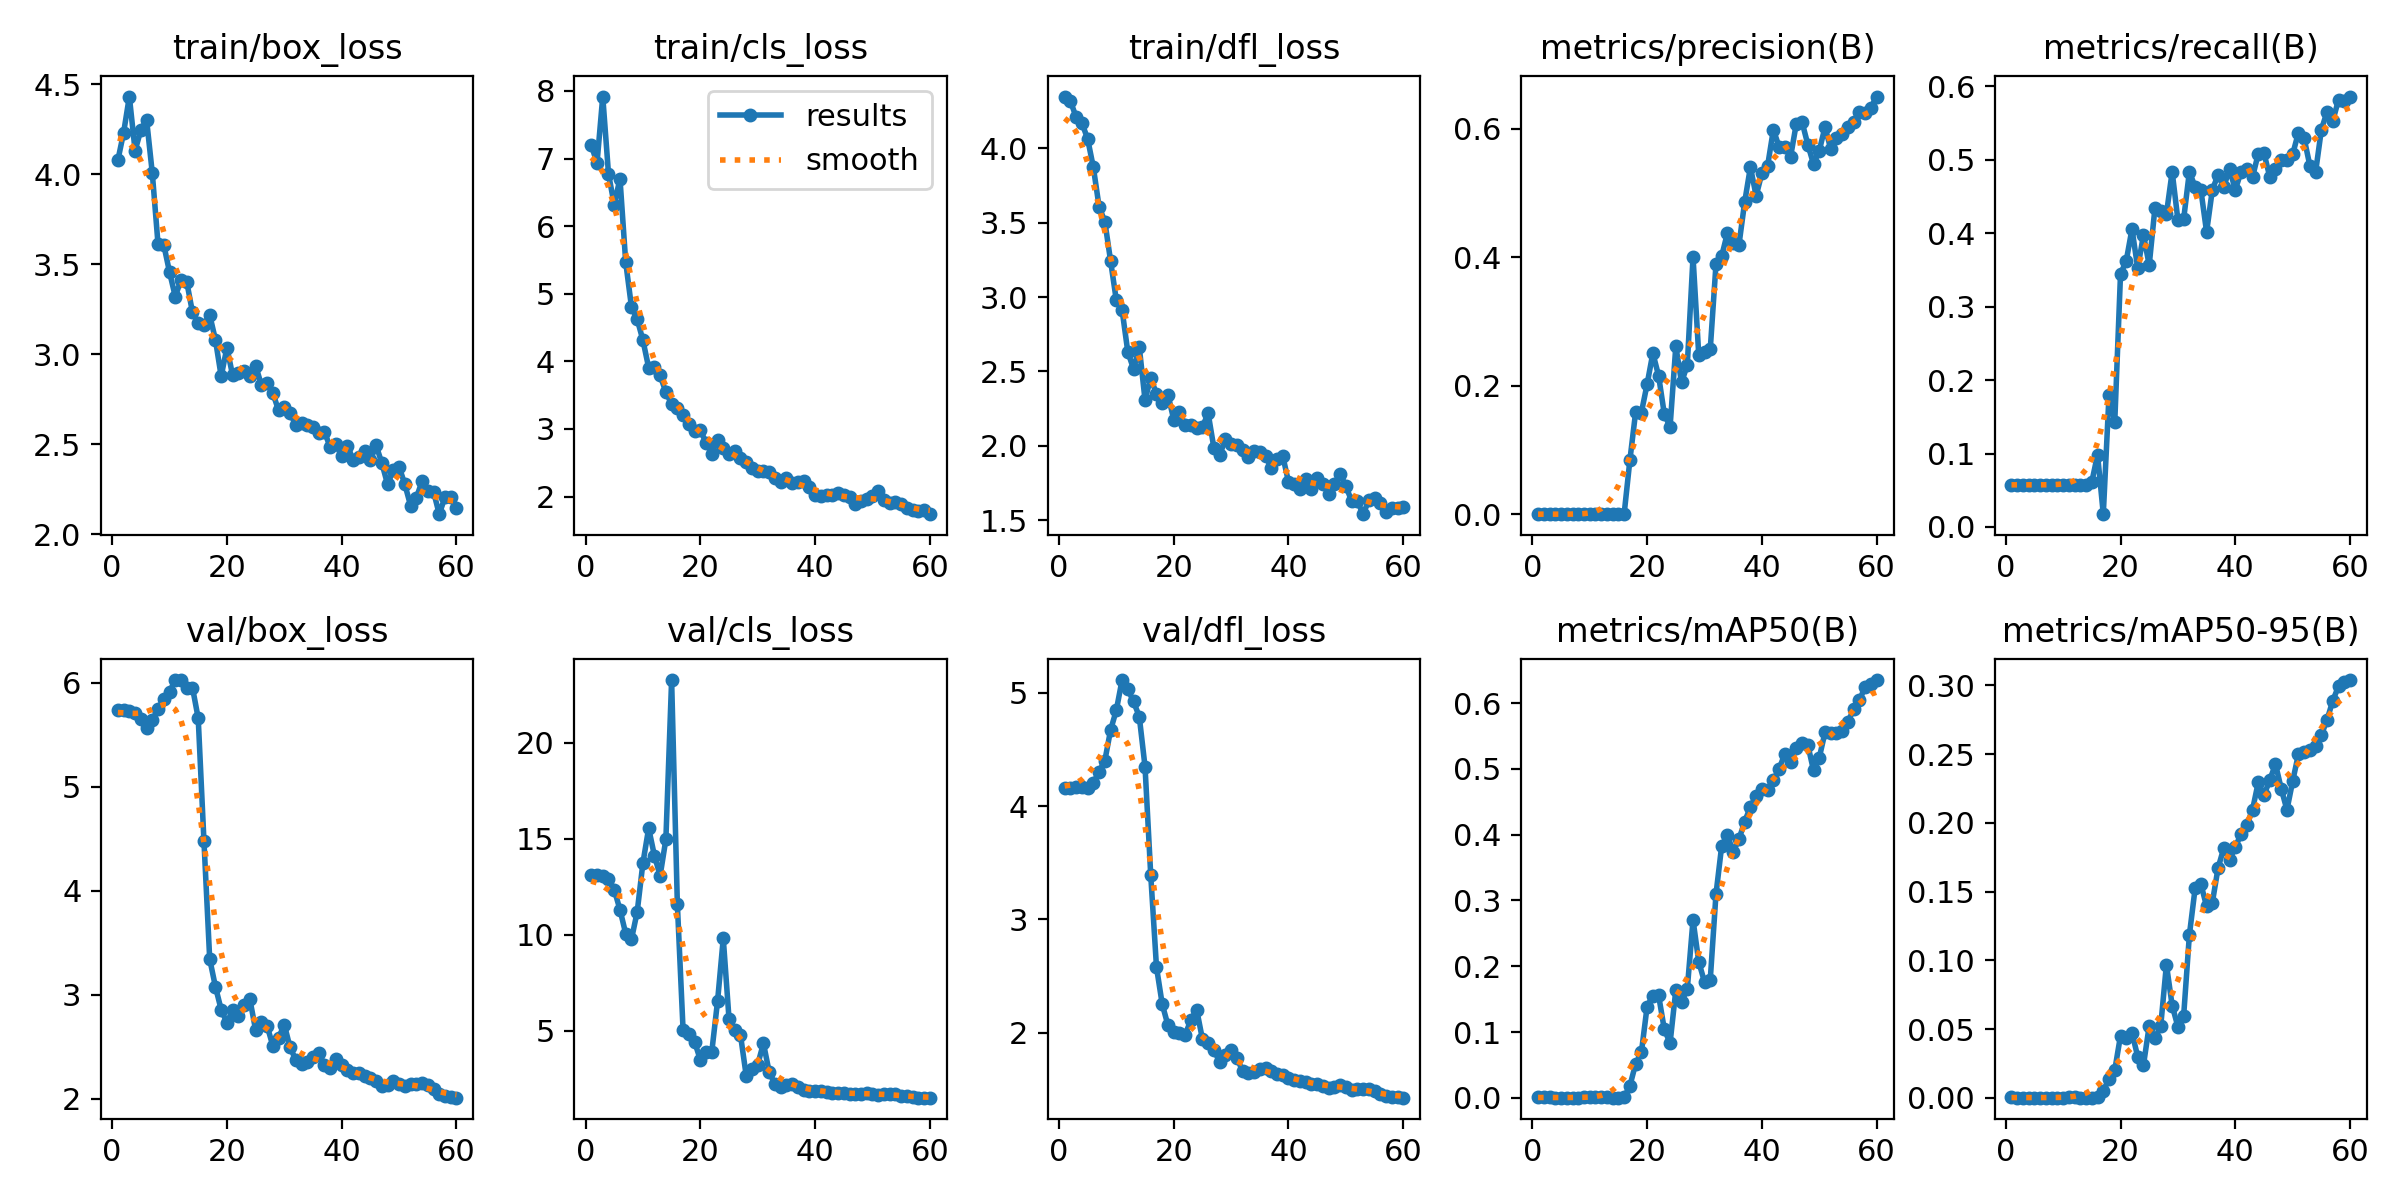 train/box_loss
4.5
4.0
3.5
3.0
2.5
2.0
0 20 40 60
train/cls_loss
results
smooth
8
7
6
5
4
3
2
0 20 40 60
train/dfl_loss
4.0
3.5
3.0
2.5
2.0
1.5
0 20 40 60
metrics/precision(B)
0.6
0.4
0.2
0.0
0 20 40 60
metrics/recall(B)
0.6
0.5
0.4
0.3
0.2
0.1
0.0
0 20 40 60
val/box_loss
6
5
4
3
2
0 20 40 60
val/cls_loss
20
15
10
5
0 20 40 60
val/dfl_loss
5
4
3
2
0 20 40 60
metrics/mAP50(B)
0.6
0.5
0.4
0.3
0.2
0.1
0.0
0 20 40 60
metrics/mAP50-95(B)
0.30
0.25
0.20
0.15
0.10
0.05
0.00
0 20 40 60